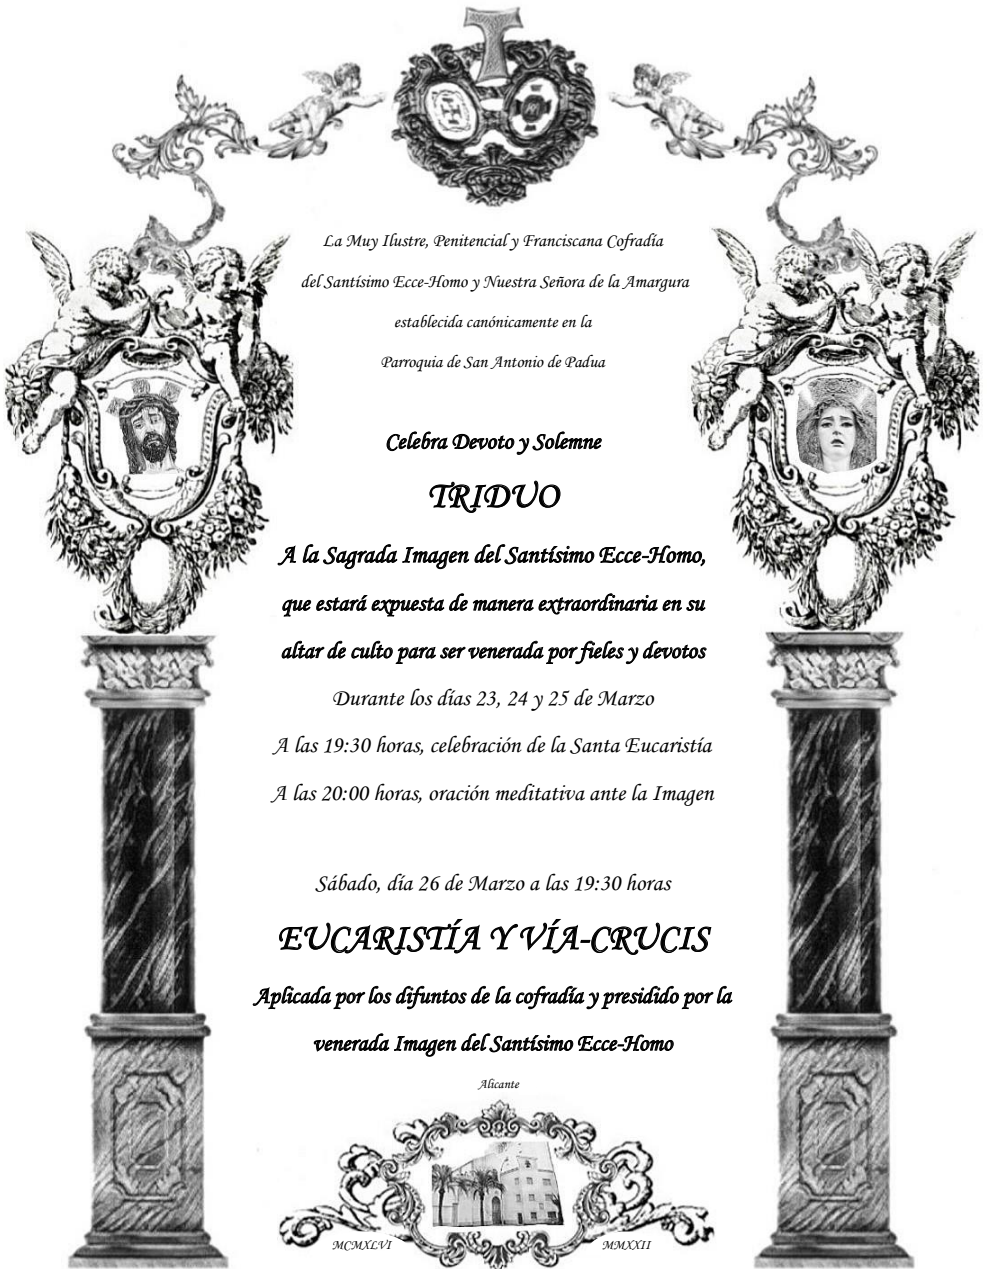 La Muy Ilustre, Penitencial y Franciscana Cofradía
del Santísimo Ecce-Homo y Nuestra Señora de la Amargura
establecida canónicamente en la
Parroquia de San Antonio de Padua
Celebra Devoto y Solemne
TRIDUO
A la Sagrada Imagen del Santísimo Ecce-Homo,
que estará expuesta de manera extraordinaria en su
altar de culto para ser venerada por fieles y devotos
Durante los días 23, 24 y 25 de Marzo
A las 19:30 horas, celebración de la Santa Eucaristía
A las 20:00 horas, oración meditativa ante la Imagen
Sábado, día 26 de Marzo a las 19:30 horas
EUCARISTÍA Y VÍA-CRUCIS
Aplicada por los difuntos de la cofradía y presidido por la
venerada Imagen del Santísimo Ecce-Homo
Alicante
MCMXLVI
MMXXII